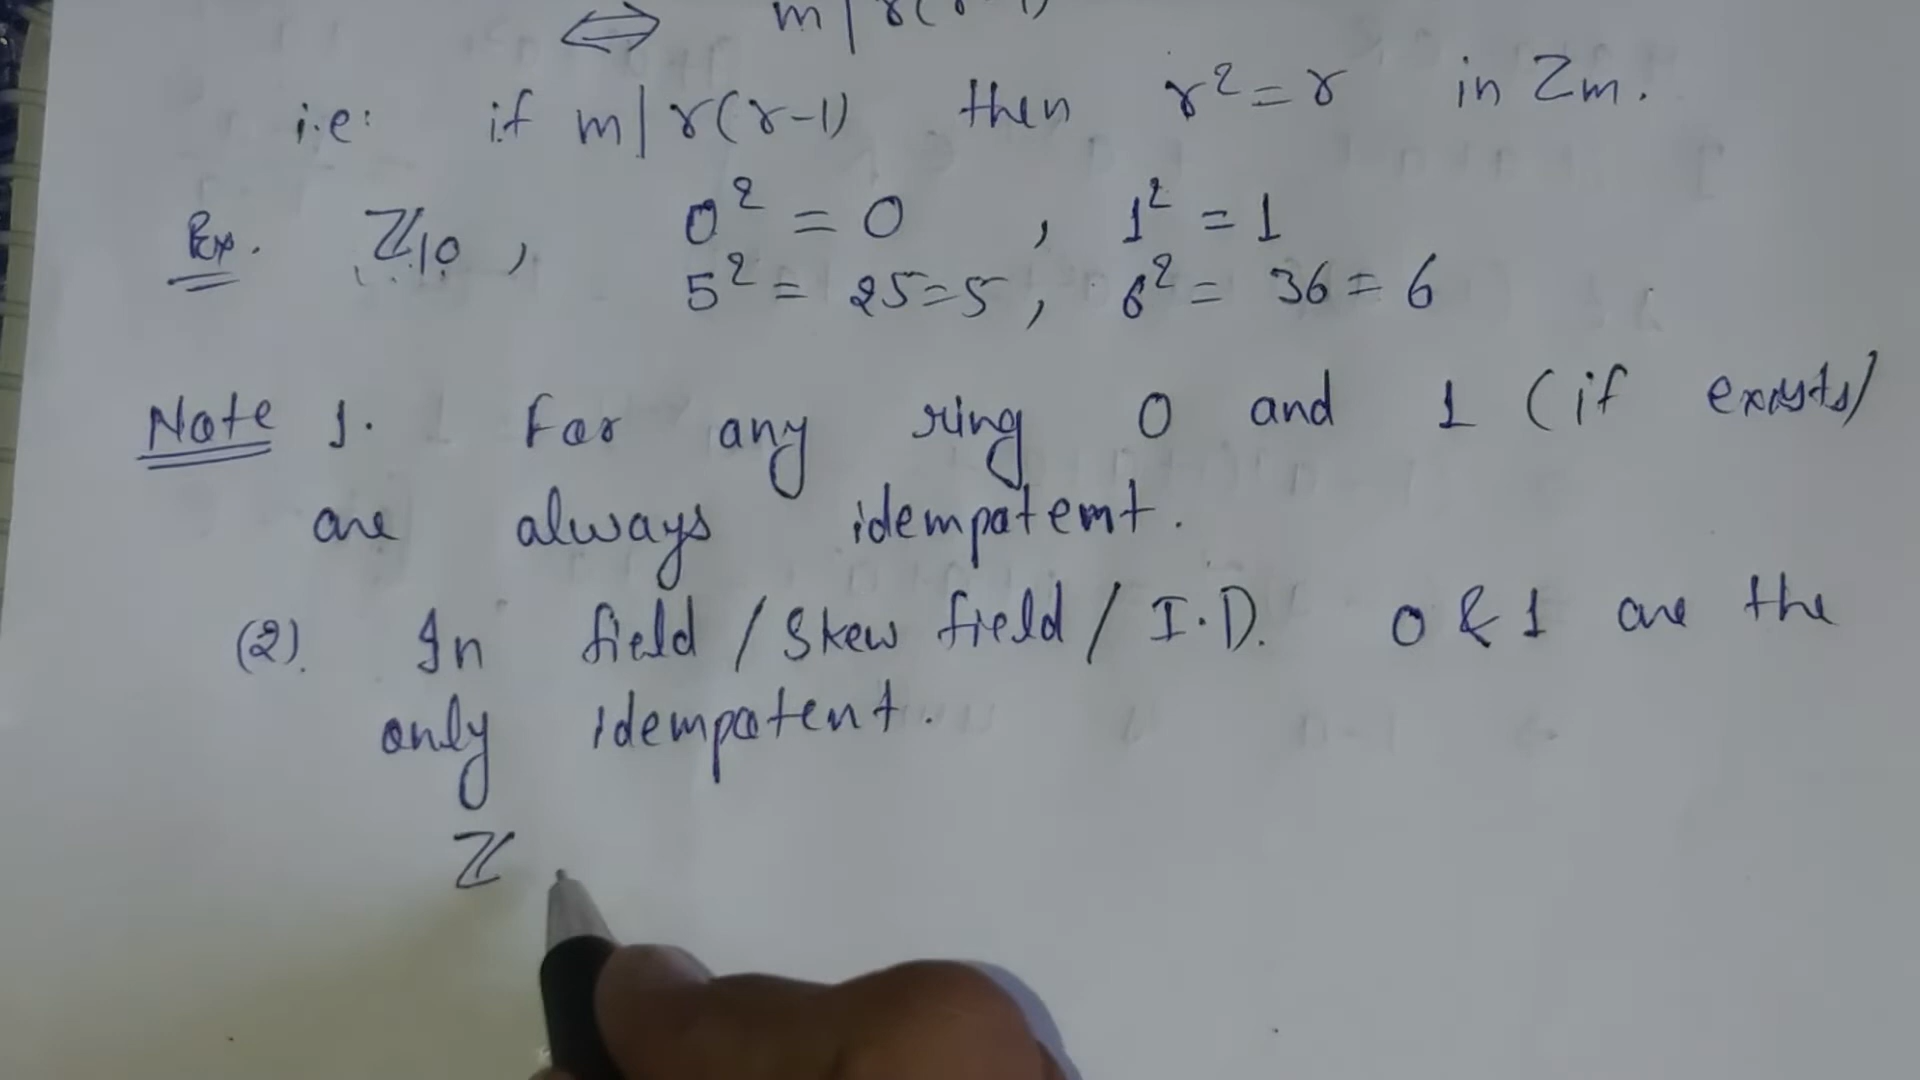 ⟺ m | r(r-1)
i.e: if m | r(r-1) then r² = r in Zm.
Ex. ℤ10, 0² = 0, 1² = 1
5² = 25 = 5, 6² = 36 = 6
Note 1. For any ring 0 and 1 (if exists)
are always idempotemt.
(2). In field / Skew field / I.D. 0 & 1 are the
only idempotent.
ℤ